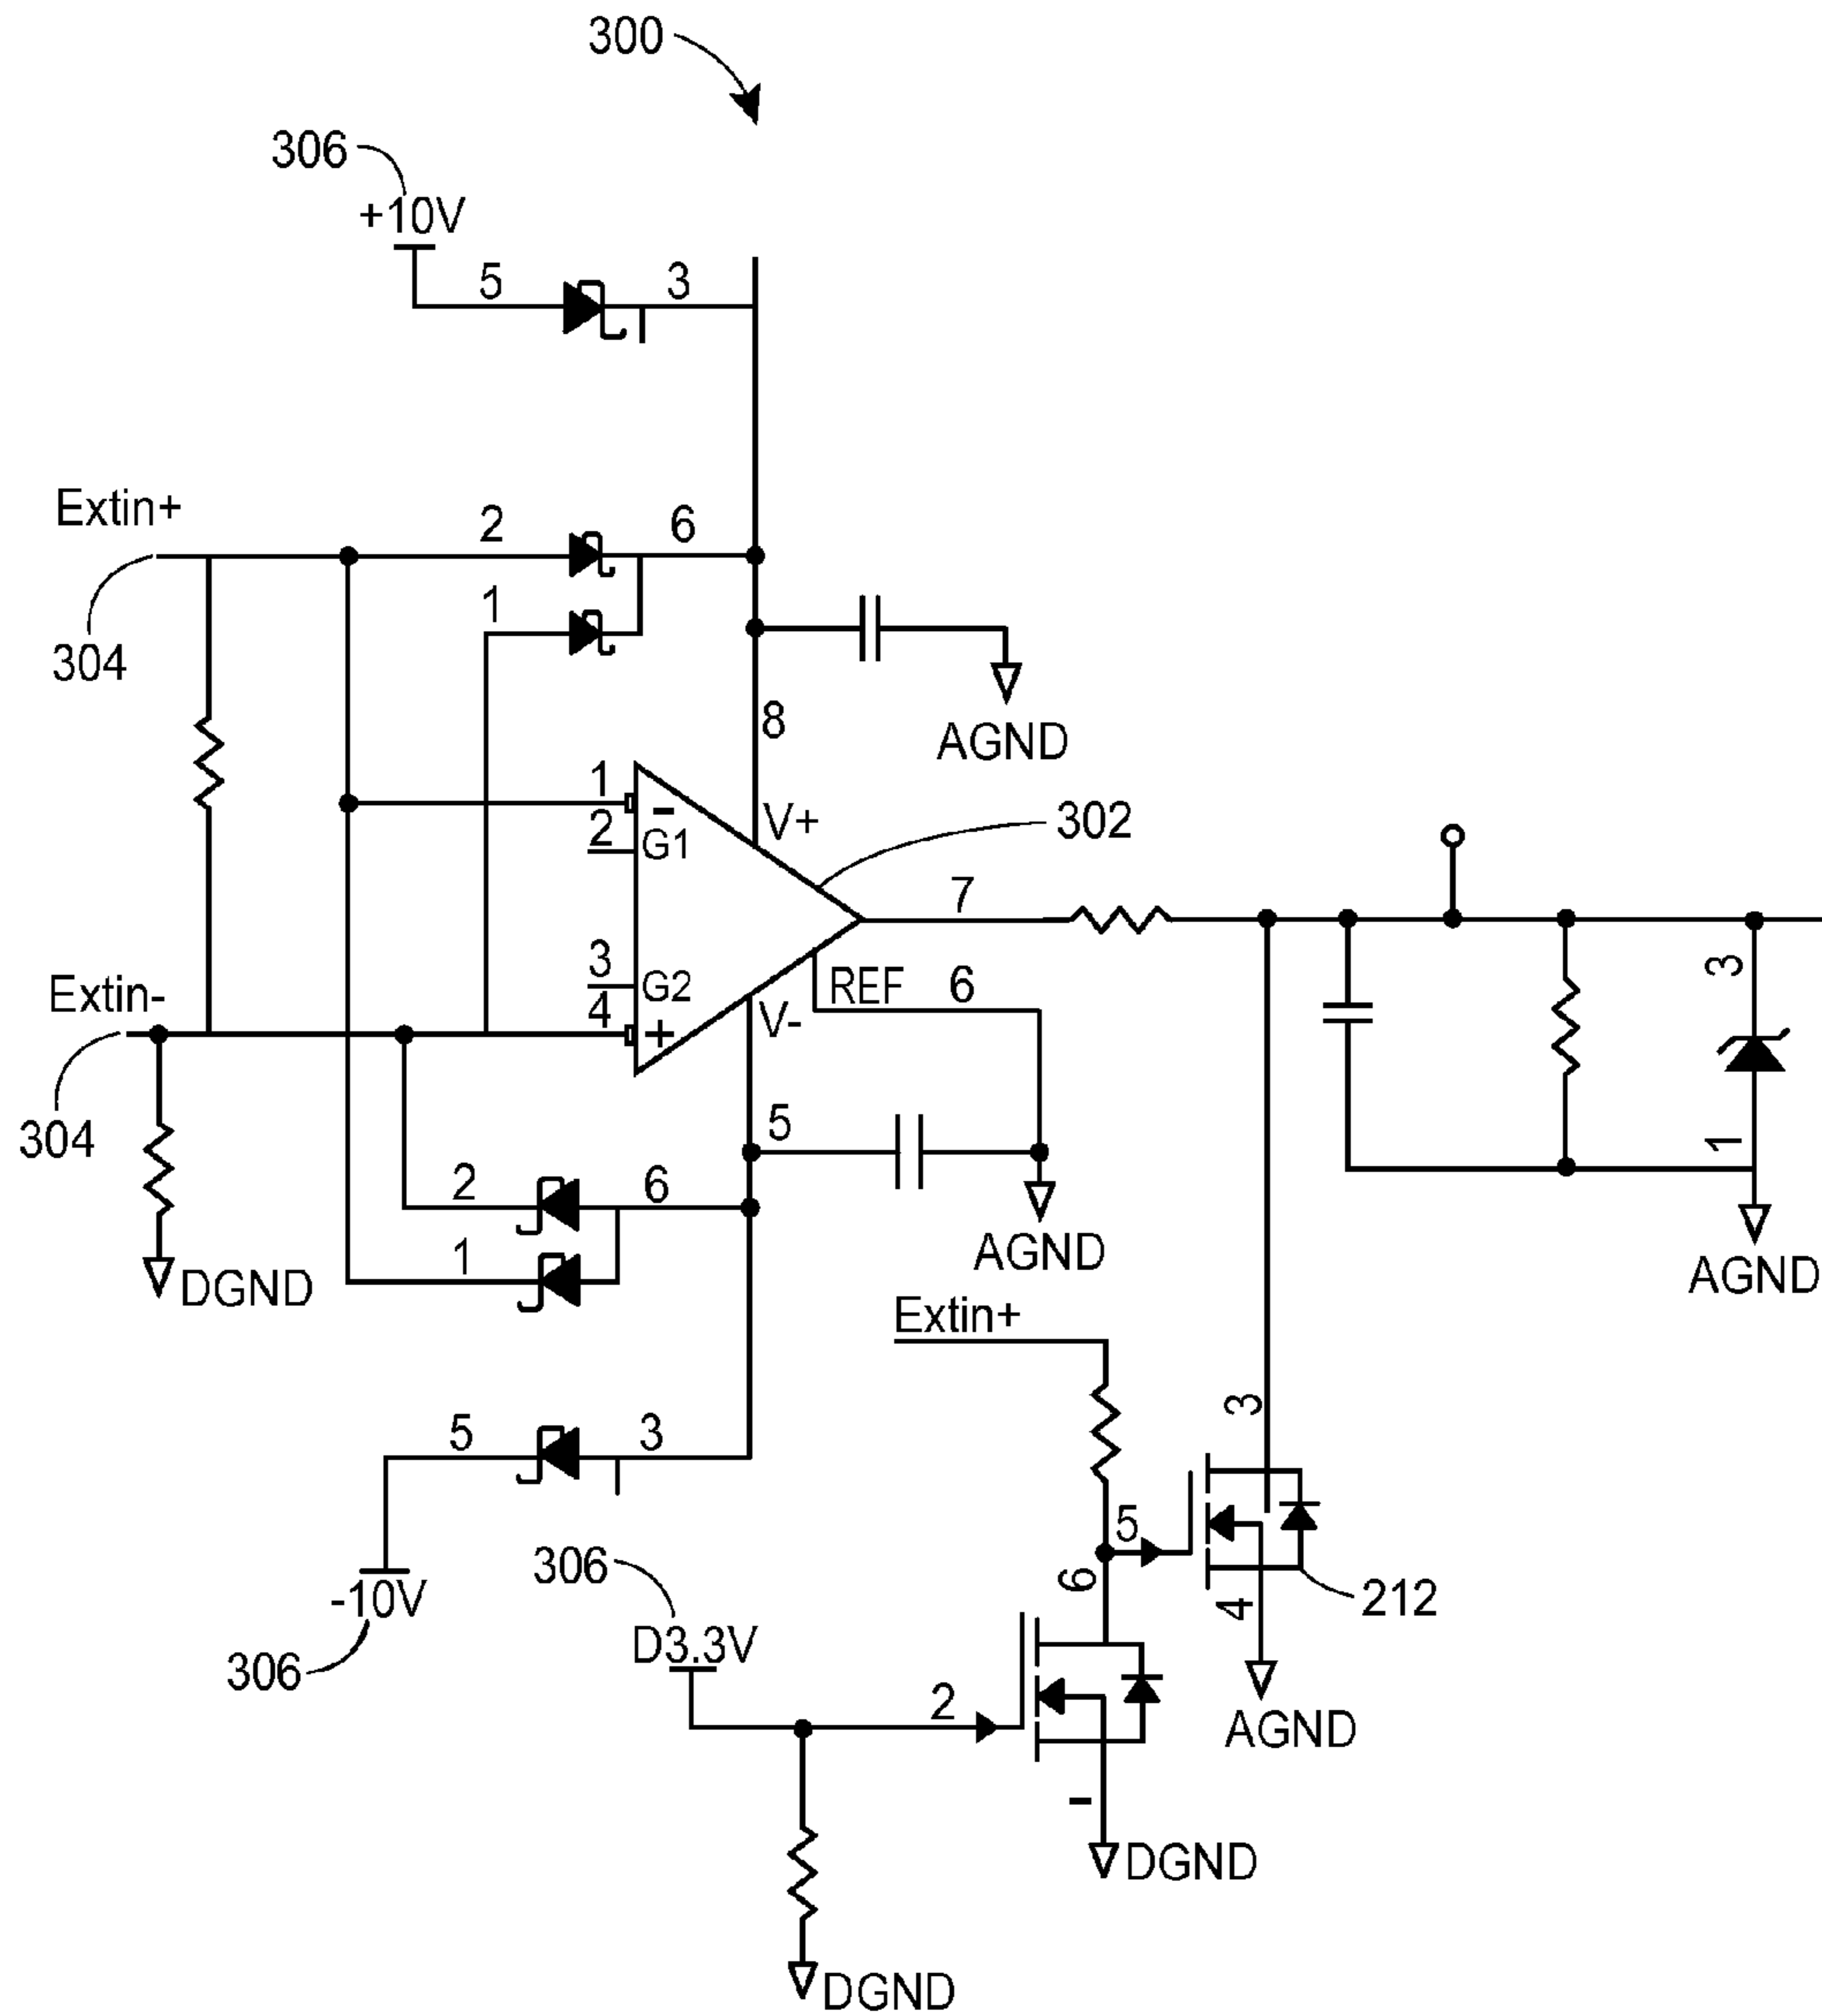 300
306
+10V
5 3
Extin+
2 6
1
304
AGND
8
1
-
V+
302
2
G1
7
3
3
G2
REF
6
Extin-
4
+
V-
304
5
1
2 6
AGND
AGND
1
DGND
Extin+
3
5 3
5
-10V
306
6
4
212
306
D3.3V
2
AGND
-
DGND
DGND